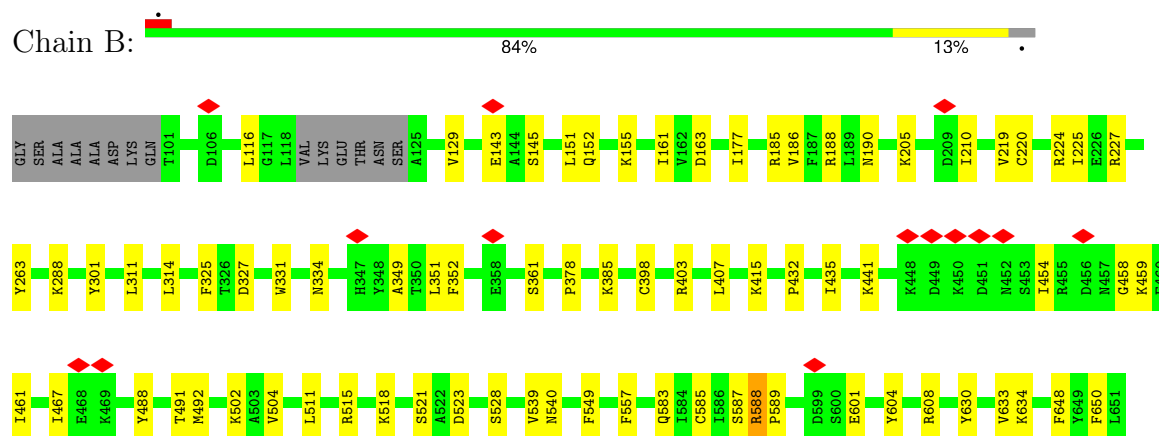 Chain B:
84% 13%
GLY SER ALA ALA ALA ASP LYS GLN T101 D106 L116 G117 L118 VAL LYS GLU THR ASN SER A125 V129 E143 A144 S145 L151 Q152 K155 I161 V162 D163 I177 R185 V186 F187 R188 L189 N190 K205 D209 I210 V219 C220 R224 I225 E226 R227
Y263 K288 Y301 L311 L314 F325 T326 D327 W331 N334 H347 Y348 A349 T350 L351 F352 E358 S361 P378 K385 C398 R403 L407 K415 P432 I435 K441 K448 D449 K450 D451 N452 S453 I454 R455 D456 N457 G458 K459
I461 I467 E468 K469 Y488 T491 M492 K502 A503 V504 L511 R515 K518 S521 A522 D523 S528 V539 N540 F549 F557 Q583 I584 C585 I586 S587 R588 P589 D599 S600 E601 Y604 R608 Y630 V633 K634 F648 Y649 F650 L651